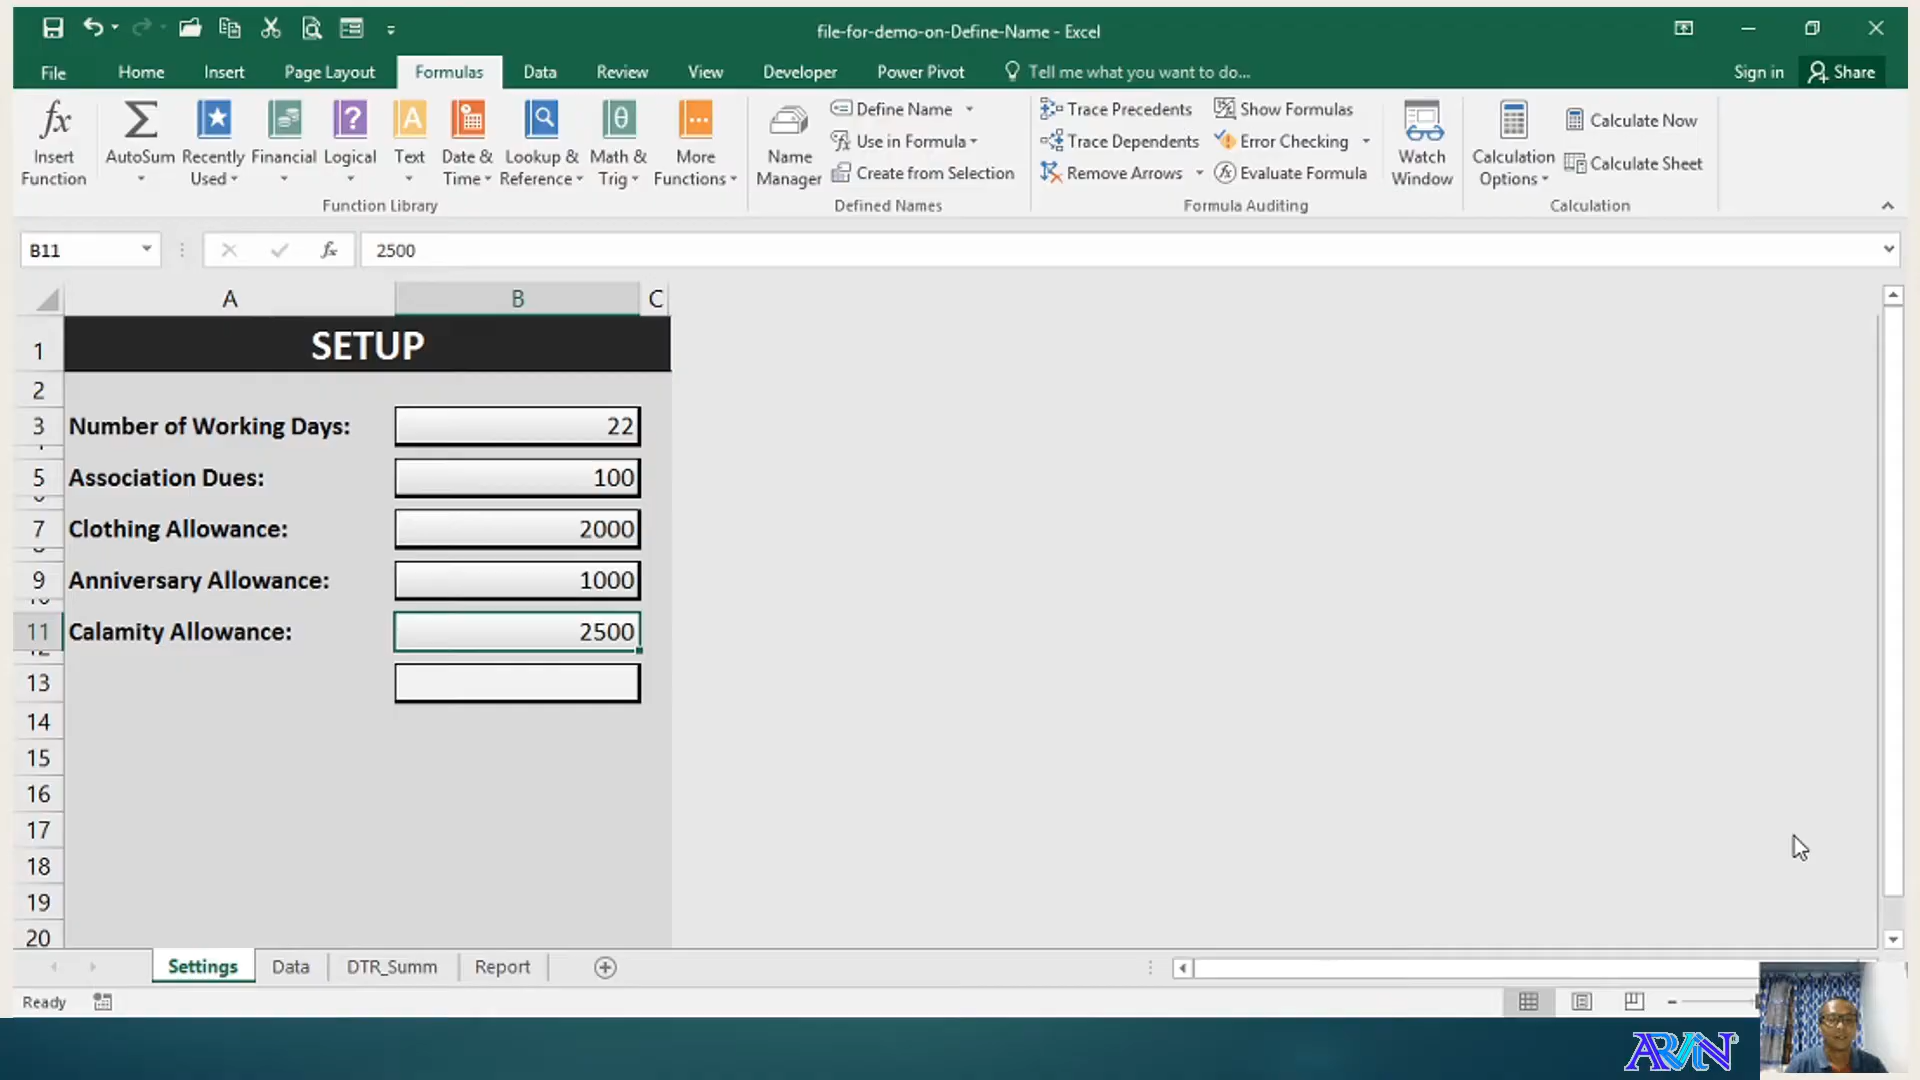 file-for-demo-on-Define-Name - Excel
File Home Insert Page Layout Formulas Data Review View Developer Power Pivot Tell me what you want to do... Sign in Share
fx Insert Function
Σ AutoSum
Recently Used
Financial
? Logical
A Text
Date & Time
Lookup & Reference
θ Math & Trig
More Functions
Function Library
Name Manager
Define Name
Use in Formula
Create from Selection
Defined Names
Trace Precedents
Trace Dependents
Remove Arrows
Show Formulas
Error Checking
Evaluate Formula
Formula Auditing
Watch Window
Calculation Options
Calculate Now
Calculate Sheet
Calculation
B11 fx 2500
A B C
1 SETUP
2
3 Number of Working Days: 22
5 Association Dues: 100
7 Clothing Allowance: 2000
9 Anniversary Allowance: 1000
11 Calamity Allowance: 2500
13
14
15
16
17
18
19
20
Settings Data DTR_Summ Report
Ready
ARVIN